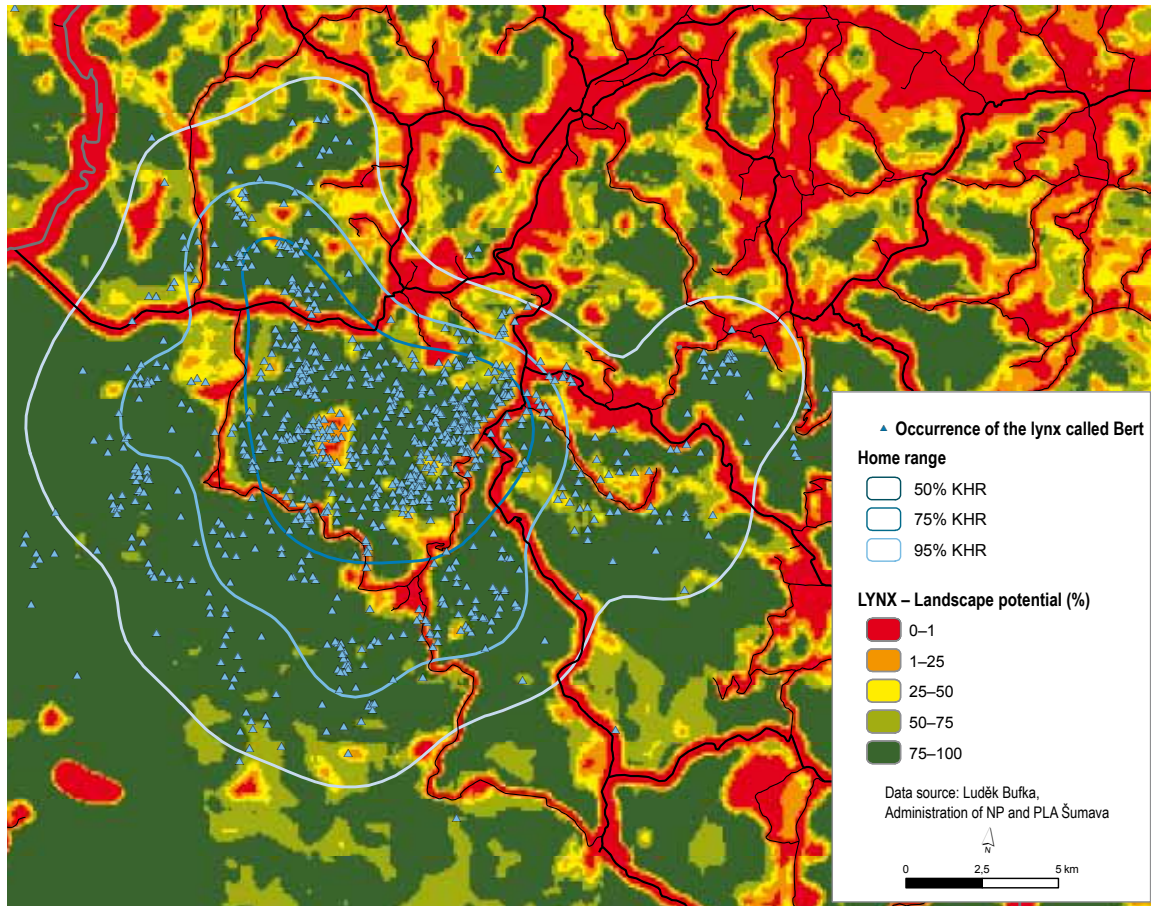 Occurrence of the lynx called Bert
Home range
50% KHR
75% KHR
95% KHR
LYNX – Landscape potential (%)
0–1
1–25
25–50
50–75
75–100
Data source: Luděk Bufka,
Administration of NP and PLA Šumava
N
0 2,5 5 km